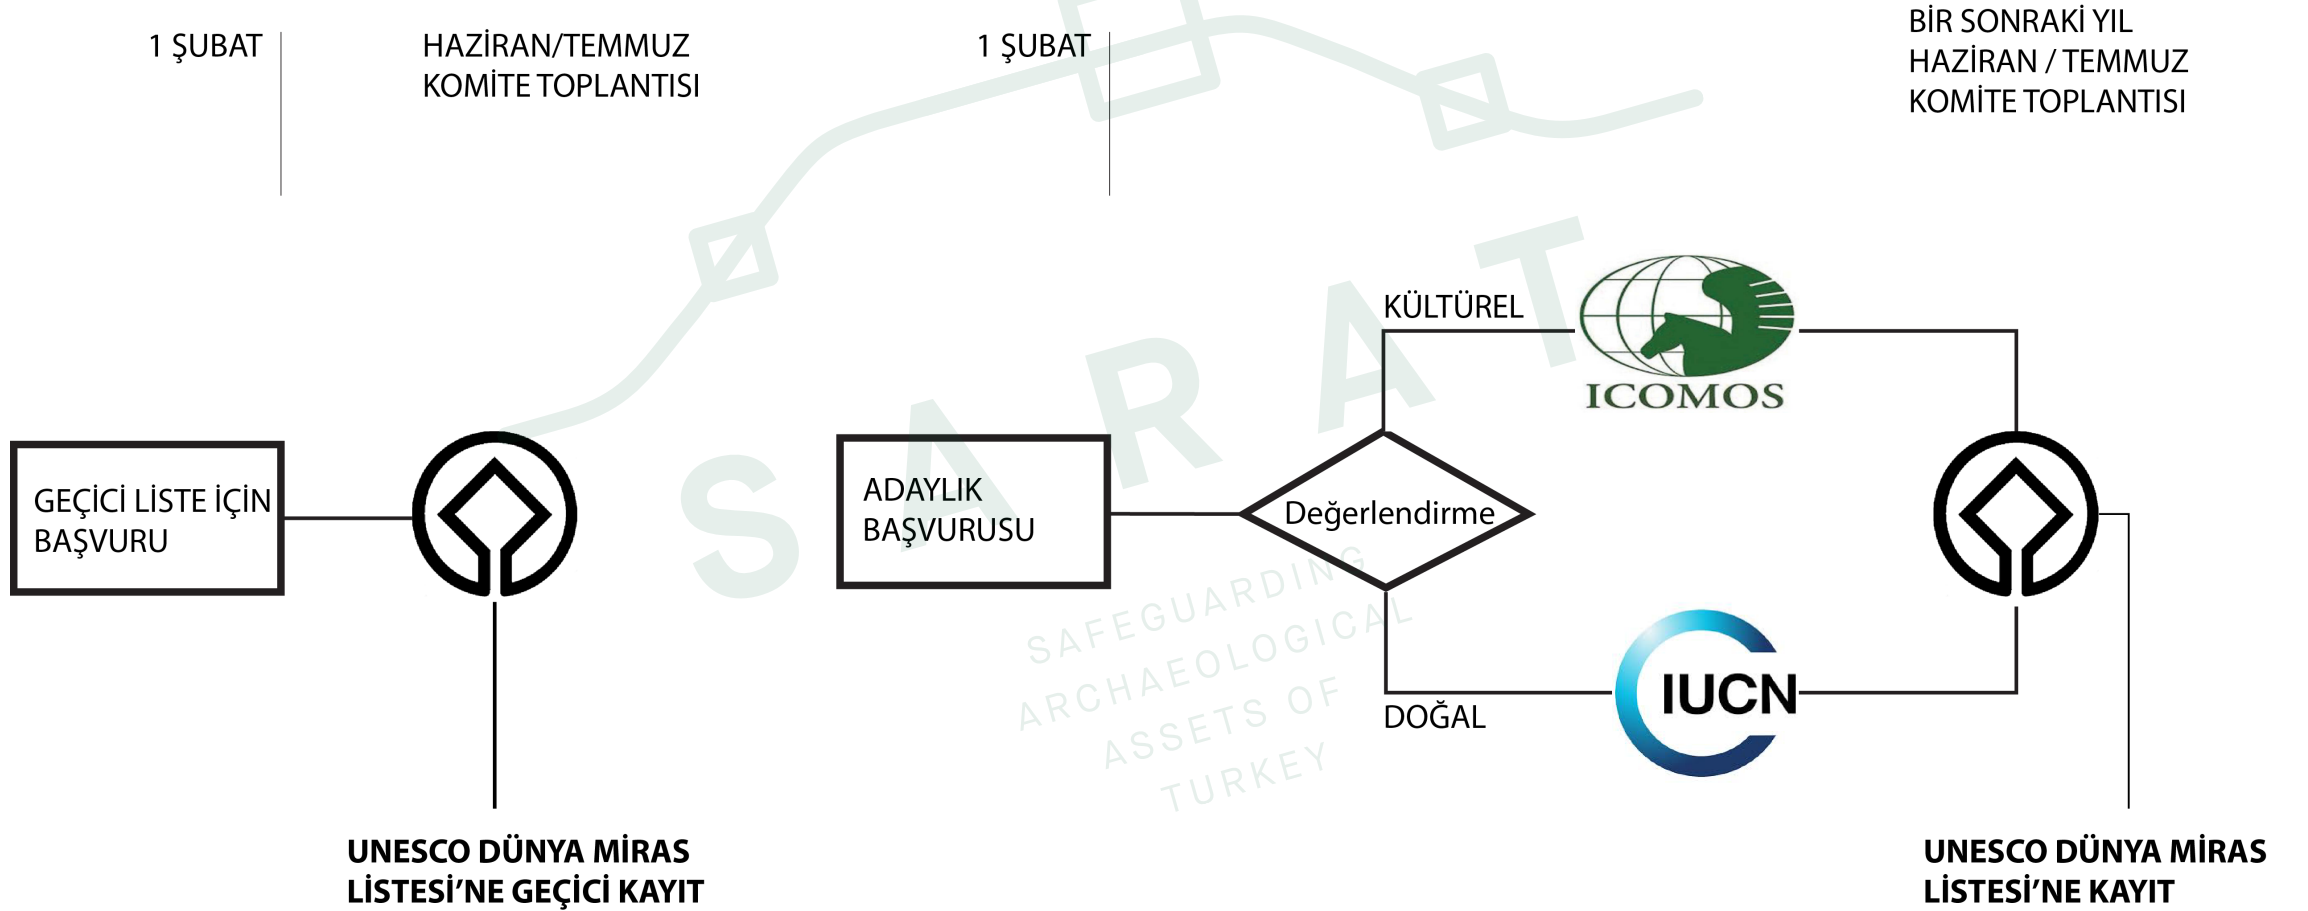 1 ŞUBAT
HAZİRAN/TEMMUZ
KOMİTE TOPLANTISI
1 ŞUBAT
BİR SONRAKİ YIL
HAZİRAN / TEMMUZ
KOMİTE TOPLANTISI
GEÇİCİ LİSTE İÇİN
BAŞVURU
UNESCO DÜNYA MİRAS
LİSTESİ'NE GEÇİCİ KAYIT
ADAYLIK
BAŞVURUSU
Değerlendirme
KÜLTÜREL
ICOMOS
DOĞAL
IUCN
UNESCO DÜNYA MİRAS
LİSTESİ'NE KAYIT
SARAT
SAFEGUARDING
ARCHAEOLOGICAL
ASSETS OF
TURKEY